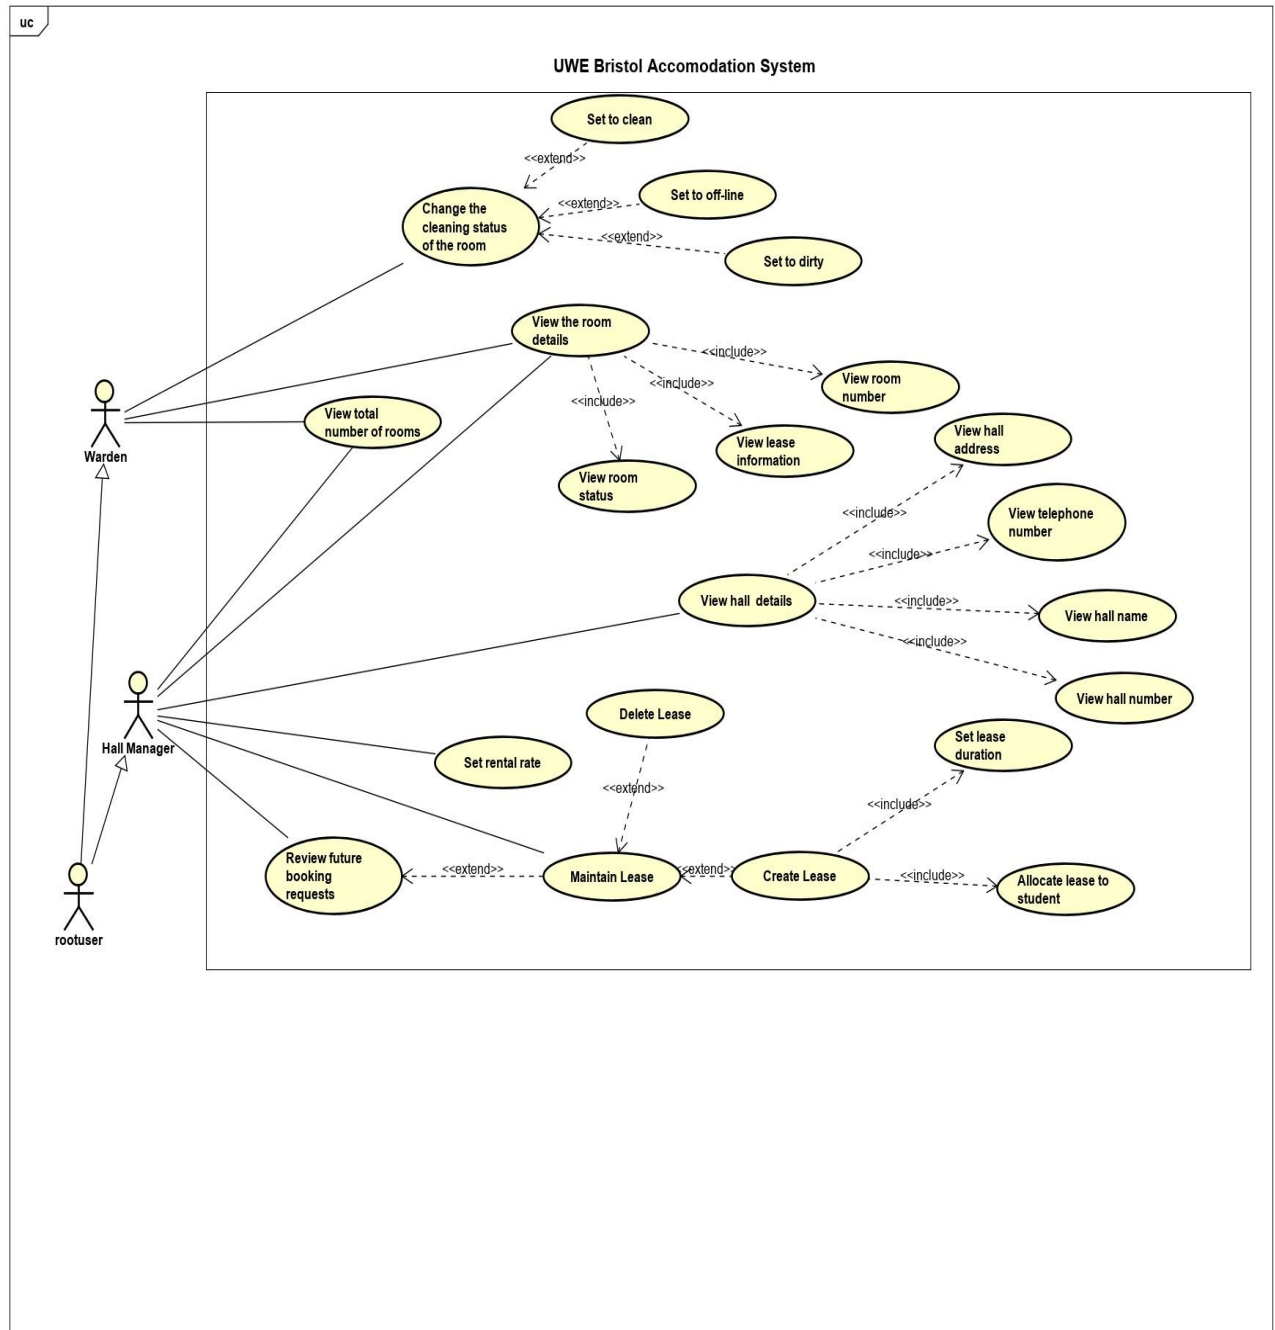 uc
UWE Bristol Accomodation System
Set to clean
<<extend>>
Set to off-line
<<extend>>
Change the
cleaning status
of the room
<<extend>>
Set to dirty
View the room
details
<<include>>
<<include>>
<<include>>
View room
number
View total
number of rooms
View lease
information
View hall
address
Warden
View room
status
<<include>>
View telephone
number
<<include>>
View hall  details
<<include>>
View hall name
<<include>>
View hall number
Hall Manager
Delete Lease
Set rental rate
Set lease
duration
<<extend>>
<<include>>
Review future
booking
requests
<<extend>>
Maintain Lease
<<extend>>
Create Lease
<<include>>
Allocate lease to
student
rootuser